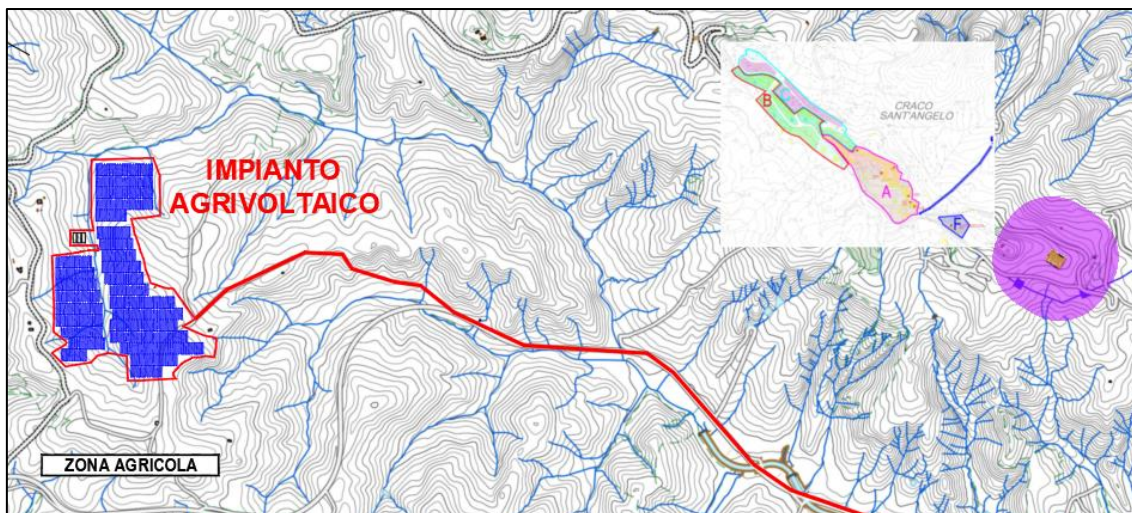 CRACO
SANT'ANGELO
B
A
F
IMPIANTO
AGRIVOLTAICO
ZONA AGRICOLA